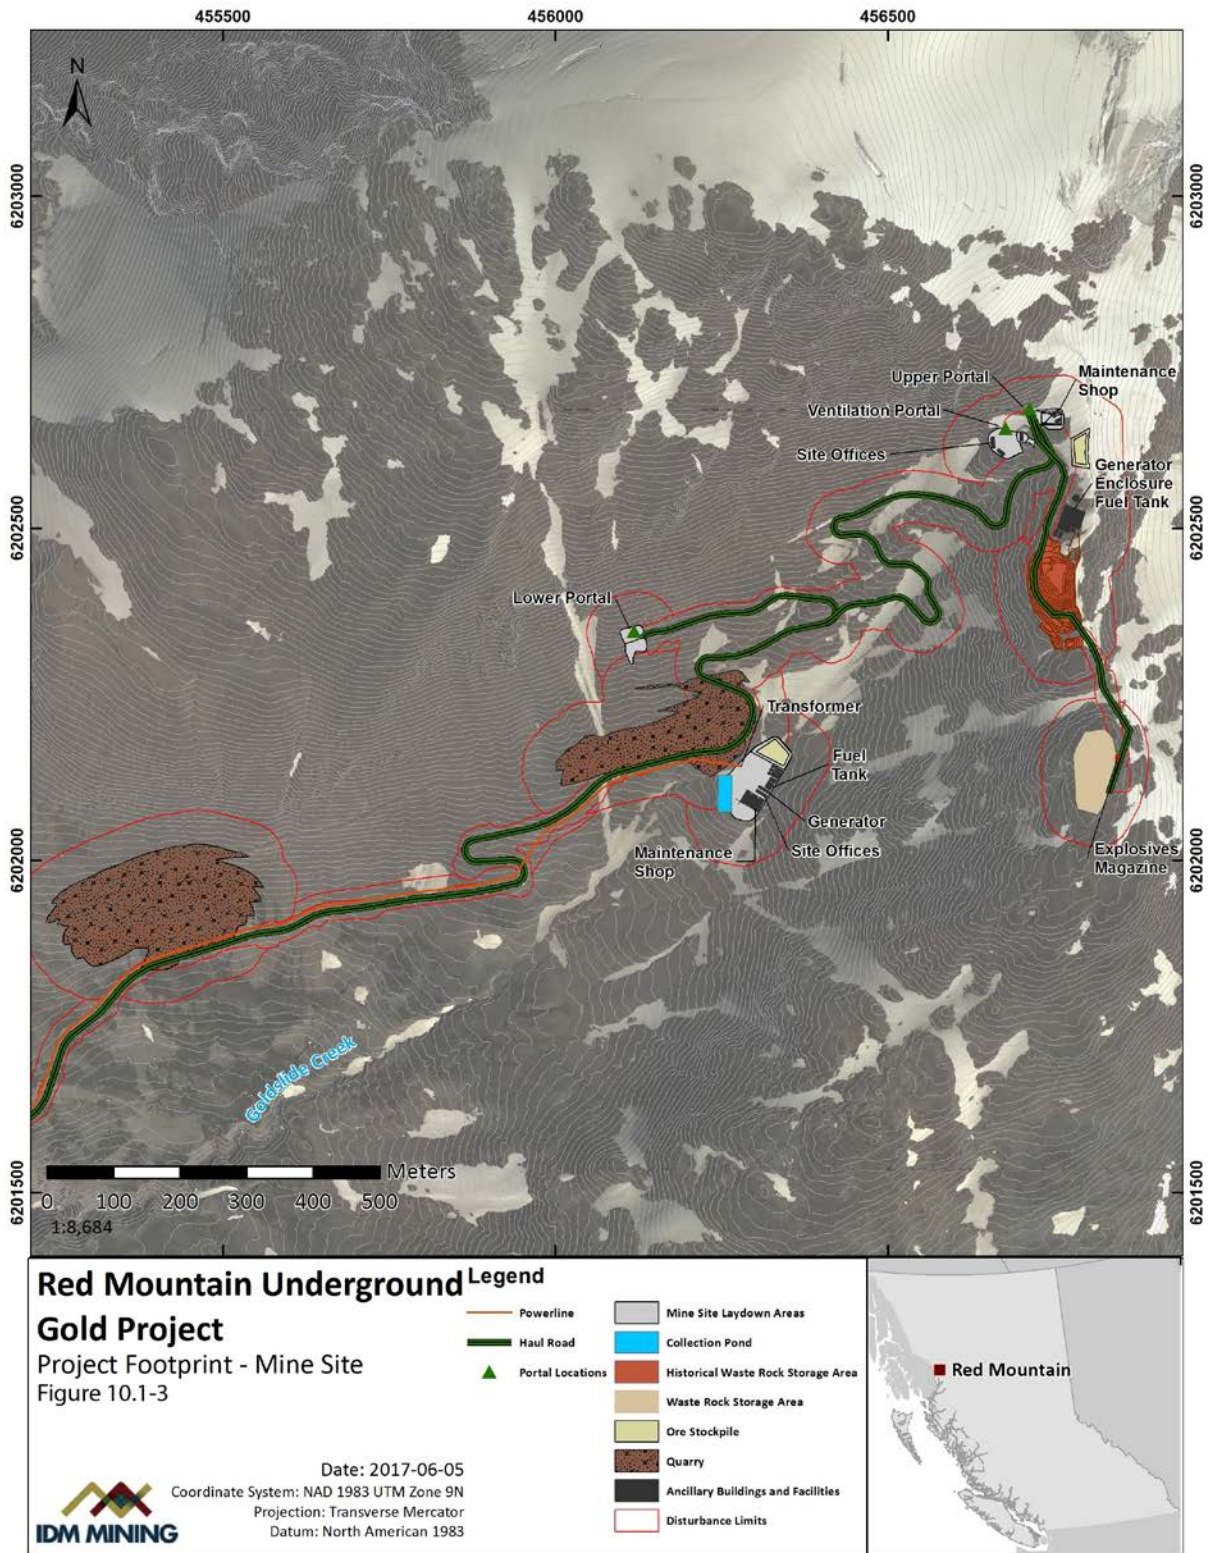 455500
456000
456500
N
6203000
6203000
Upper Portal
Maintenance
Shop
Ventilation Portal
Site Offices
Generator
Enclosure
Fuel Tank
6202500
6202500
Lower Portal
Transformer
Fuel
Tank
Generator
Maintenance
Shop
Site Offices
Explosives
Magazine
6202000
6202000
Goldslide Creek
Meters
0
100
200
300
400
500
1:8,684
6201500
6201500
Red Mountain Underground
Gold Project
Project Footprint - Mine Site
Figure 10.1-3
Date: 2017-06-05
Coordinate System: NAD 1983 UTM Zone 9N
Projection: Transverse Mercator
Datum: North American 1983
IDM MINING
Legend
Powerline
Haul Road
Portal Locations
Mine Site Laydown Areas
Collection Pond
Historical Waste Rock Storage Area
Waste Rock Storage Area
Ore Stockpile
Quarry
Ancillary Buildings and Facilities
Disturbance Limits
Red Mountain